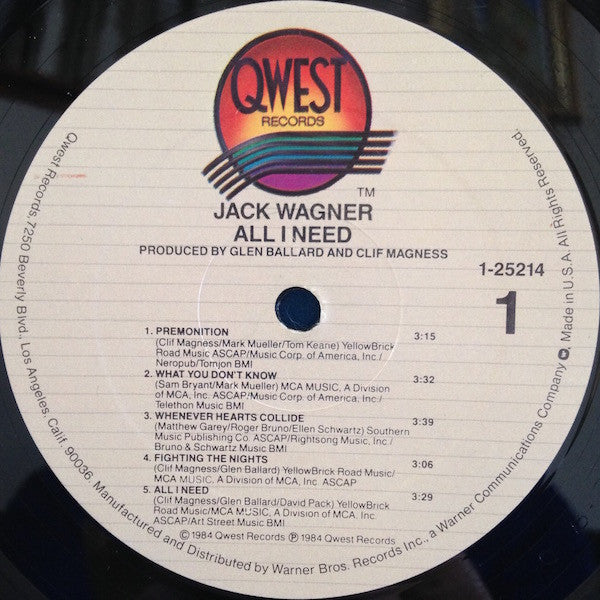 QWEST
RECORDS
TM
JACK WAGNER
ALL I NEED
PRODUCED BY GLEN BALLARD AND CLIF MAGNESS
1-25214
1
1. PREMONITION 3:15
(Clif Magness/Mark Mueller/Tom Keane) YellowBrick
Road Music ASCAP/Music Corp. of America, Inc./
Neropub/Tomjon BMI
2. WHAT YOU DON'T KNOW 3:32
(Sam Bryant/Mark Mueller) MCA MUSIC, A Division
of MCA, Inc. ASCAP/Music Corp. of America, Inc./
Telethon Music BMI
3. WHENEVER HEARTS COLLIDE 3:39
(Matthew Garey/Roger Bruno/Ellen Schwartz) Southern
Music Publishing Co. ASCAP/Rightsong Music, Inc./
Bruno & Schwartz Music BMI
4. FIGHTING THE NIGHTS 3:06
(Clif Magness/Glen Ballard) YellowBrick Road Music/
MCA MUSIC, A Division of MCA, Inc. ASCAP
5. ALL I NEED 3:29
(Clif Magness/Glen Ballard/David Pack) YellowBrick
Road Music/MCA MUSIC, A Division of MCA, Inc.
ASCAP/Art Street Music BMI
©1984 Qwest Records ℗ 1984 Qwest Records
Qwest Records, 7250 Beverly Blvd., Los Angeles, Calif. 90036. Manufactured and Distributed by Warner Bros. Records Inc., a Warner Communications Company. Made in U.S.A. All Rights Reserved.